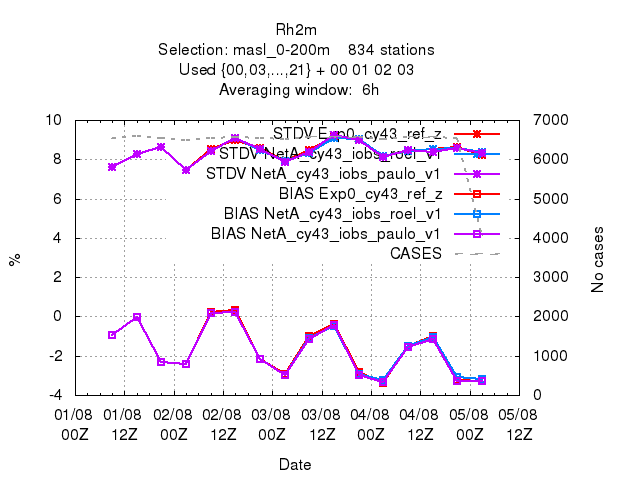 Rh2m
Selection: masl_0-200m 834 stations
Used {00,03,...,21} + 00 01 02 03
Averaging window: 6h
10
8
6
4
2
0
-2
-4
%
7000
6000
5000
4000
3000
2000
1000
0
No cases
STDV Exp0_cy43_ref_z
STDV NetA_cy43_iobs_roel_v1
STDV NetA_cy43_iobs_paulo_v1
BIAS Exp0_cy43_ref_z
BIAS NetA_cy43_iobs_roel_v1
BIAS NetA_cy43_iobs_paulo_v1
CASES
01/08 01/08 02/08 02/08 03/08 03/08 04/08 04/08 05/08 05/08
00Z 12Z 00Z 12Z 00Z 12Z 00Z 12Z 00Z 12Z
Date